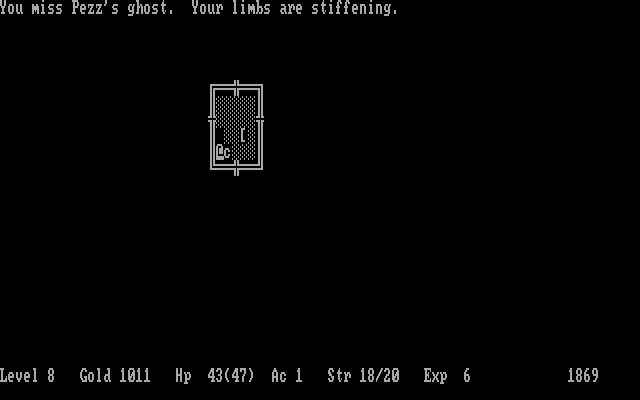 You miss Pezz's ghost.  Your limbs are stiffening.
[
@c
Level 8   Gold 1011   Hp  43(47)  Ac 1   Str 18/20   Exp  6            1869